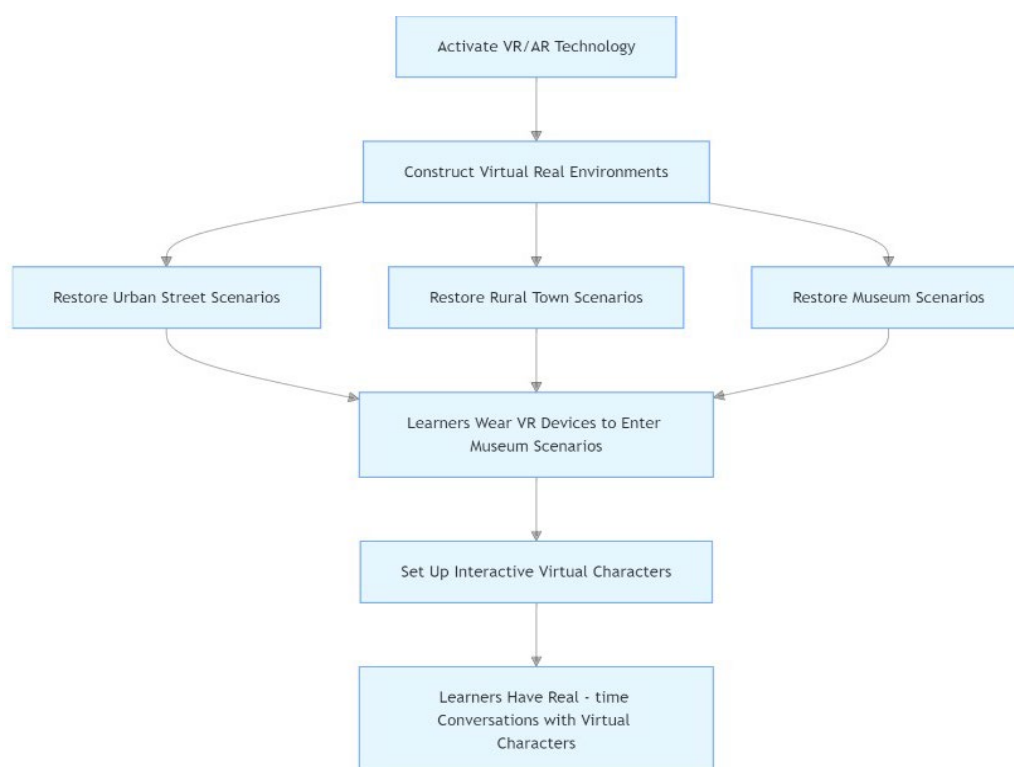 Activate VR/AR Technology
Construct Virtual Real Environments
Restore Urban Street Scenarios
Restore Rural Town Scenarios
Restore Museum Scenarios
Learners Wear VR Devices to Enter
Museum Scenarios
Set Up Interactive Virtual Characters
Learners Have Real - time
Conversations with Virtual
Characters